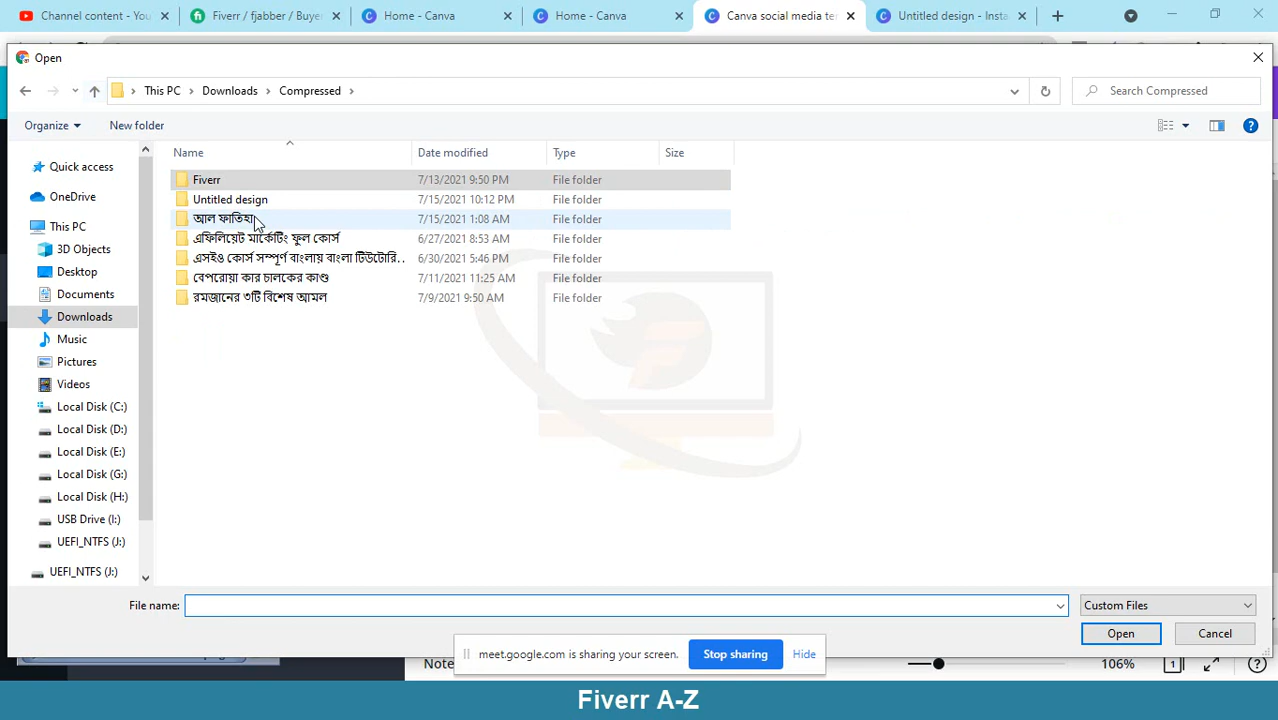 Content - You
Fiverr / fjabber / Buyer
Home - Canva
Home - Canva
Canva social media te
Untitled design - Insta
Open
This PC > Downloads > Compressed >
Search Compressed
Organize
New folder
Name
Date modified
Type
Size
Quick access
OneDrive
This PC
3D Objects
Desktop
Documents
Downloads
Music
Pictures
Videos
Local Disk (C:)
Local Disk (D:)
Local Disk (E:)
Local Disk (G:)
Local Disk (H:)
USB Drive (I:)
UEFI_NTFS (J:)
UEFI_NTFS (J:)
Fiverr 7/13/2021 9:50 PM File folder
Untitled design 7/15/2021 10:12 PM File folder
আল ফাতিহা 7/15/2021 1:08 AM File folder
এফিলিয়েট মার্কেটিং ফুল কোর্স 6/27/2021 8:53 AM File folder
এসইও কোর্স সম্পূর্ণ বাংলায় বাংলা টিউটোরি... 6/30/2021 5:46 PM File folder
বেপরোয়া কার চালকের কাণ্ড 7/11/2021 11:25 AM File folder
রমজানের ৩টি বিশেষ আমল 7/9/2021 9:50 AM File folder
File name:
Custom Files
Open
Cancel
meet.google.com is sharing your screen.
Stop sharing
Hide
Note
106%
1
Fiverr A-Z